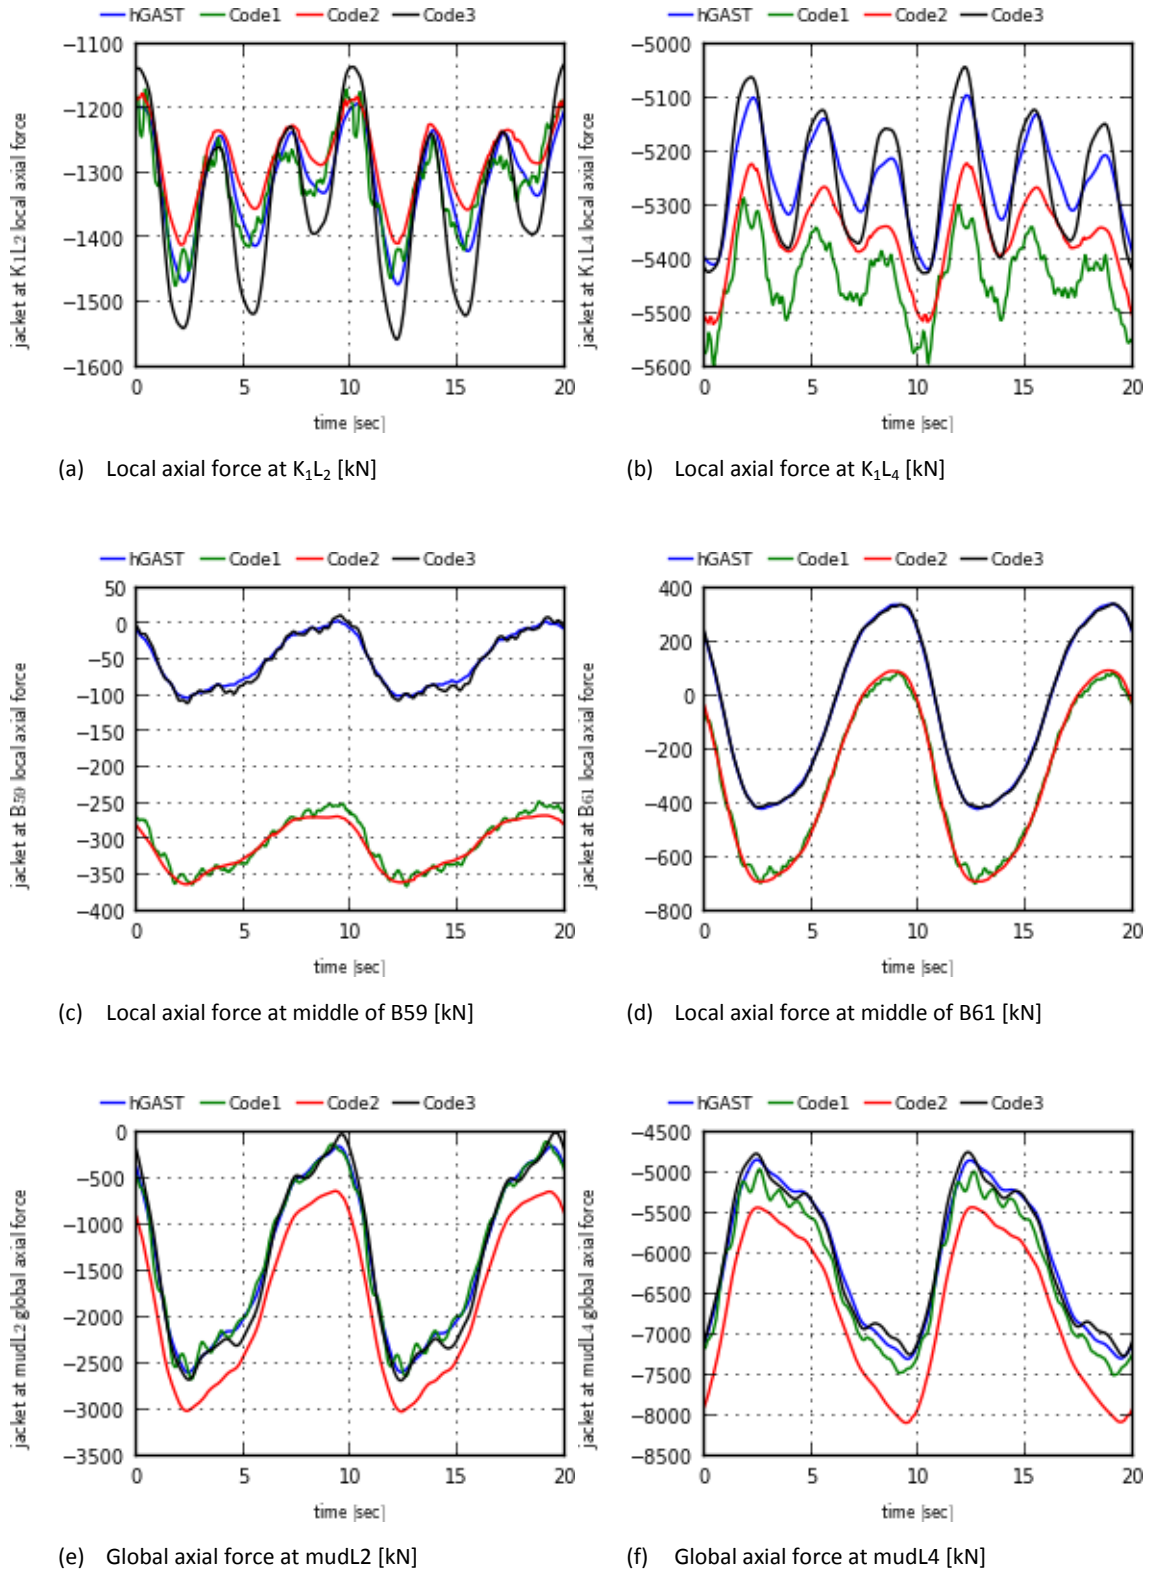 hGAST Code1 Code2 Code3
hGAST Code1 Code2 Code3
−1100
−1200
−1300
−1400
−1500
−1600
jacket at K1L2 local axial force
0 5 10 15 20
time [sec]
−5000
−5100
−5200
−5300
−5400
−5500
−5600
jacket at K1L4 local axial force
0 5 10 15 20
time [sec]
(a) Local axial force at K₁L₂ [kN]
(b) Local axial force at K₁L₄ [kN]
hGAST Code1 Code2 Code3
hGAST Code1 Code2 Code3
50
0
−50
−100
−150
−200
−250
−300
−350
−400
jacket at B59 local axial force
0 5 10 15 20
time [sec]
400
200
0
−200
−400
−600
−800
jacket at B61 local axial force
0 5 10 15 20
time [sec]
(c) Local axial force at middle of B59 [kN]
(d) Local axial force at middle of B61 [kN]
hGAST Code1 Code2 Code3
hGAST Code1 Code2 Code3
0
−500
−1000
−1500
−2000
−2500
−3000
−3500
jacket at mudL2 global axial force
0 5 10 15 20
time [sec]
−4500
−5000
−5500
−6000
−6500
−7000
−7500
−8000
−8500
jacket at mudL4 global axial force
0 5 10 15 20
time [sec]
(e) Global axial force at mudL2 [kN]
(f) Global axial force at mudL4 [kN]